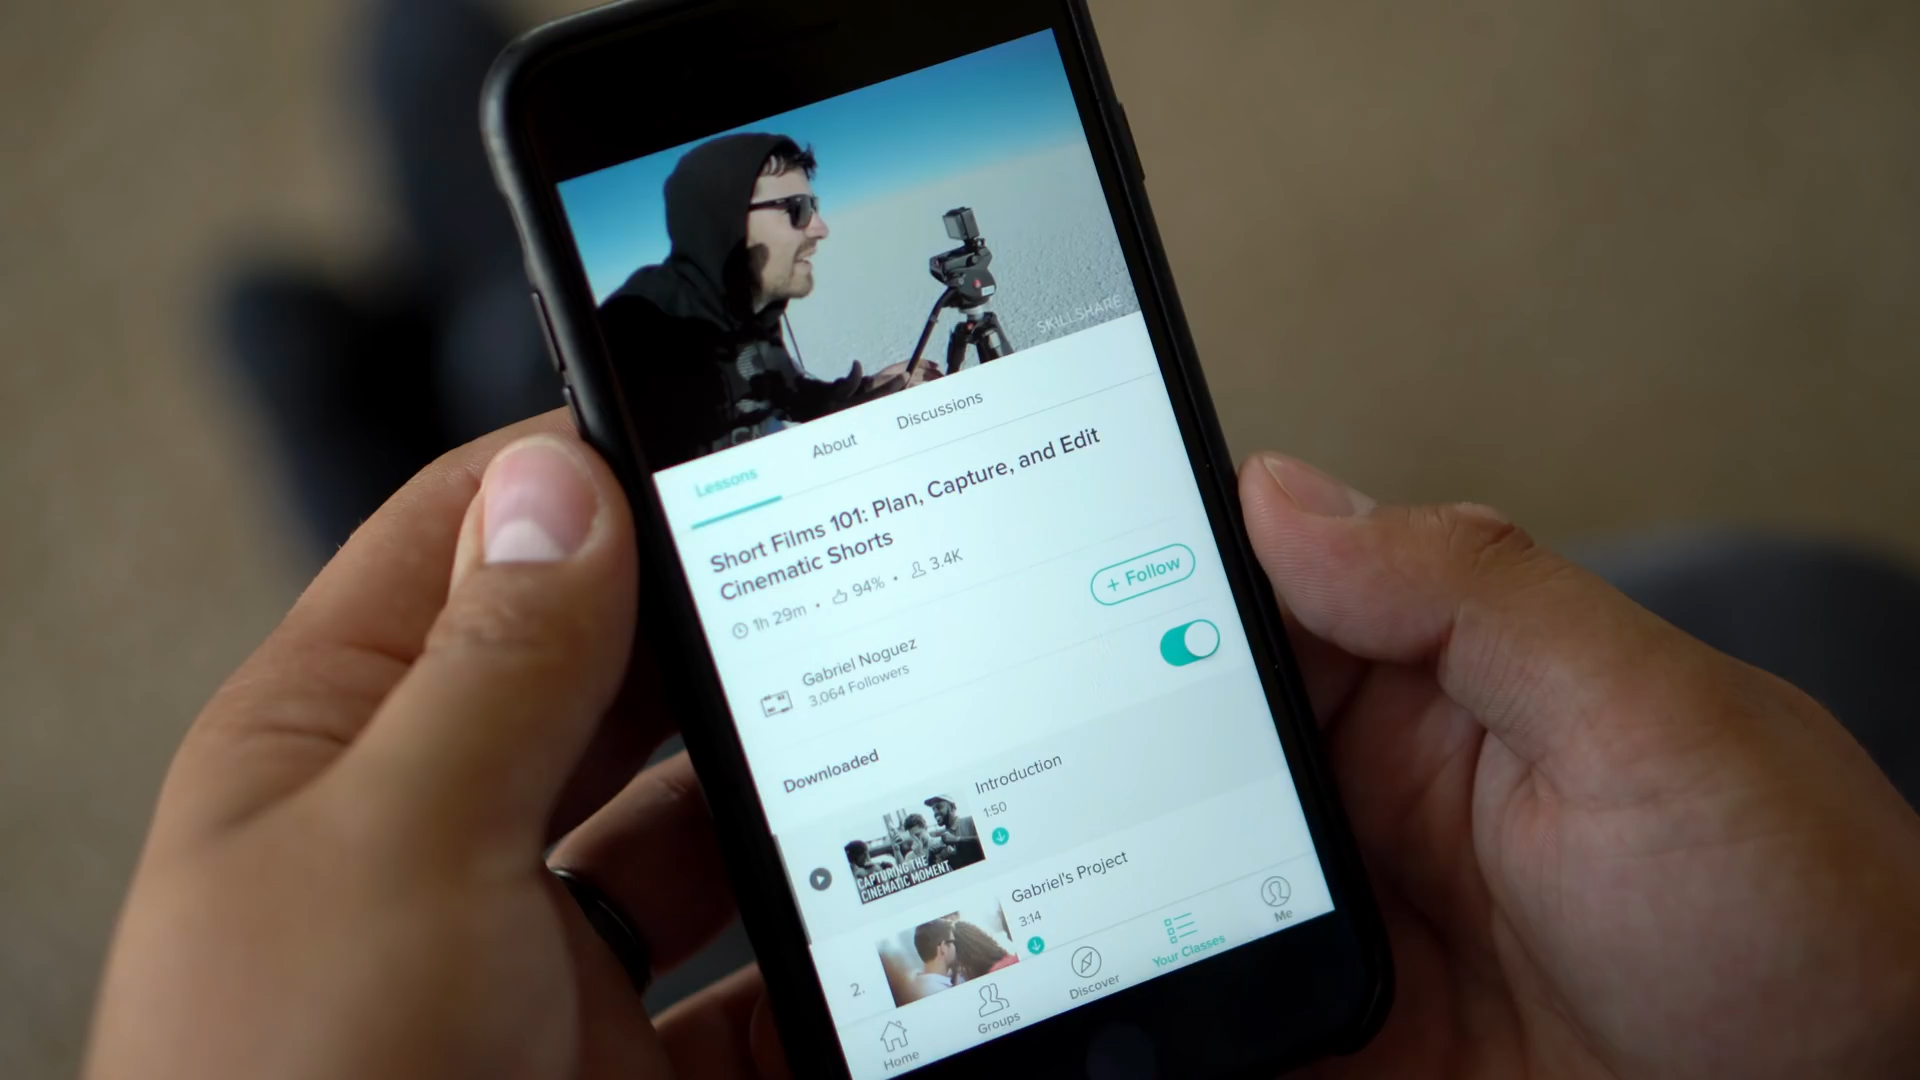 SKILLSHARE
Lessons
About
Discussions
Short Films 101: Plan, Capture, and Edit
Cinematic Shorts
1h 29m • 94% • 3.4K
+ Follow
Gabriel Noguez
3,064 Followers
Downloaded
Introduction
1:50
CAPTURING THE
CINEMATIC MOMENT
Gabriel's Project
3:14
2.
Home
Groups
Discover
Your Classes
Me